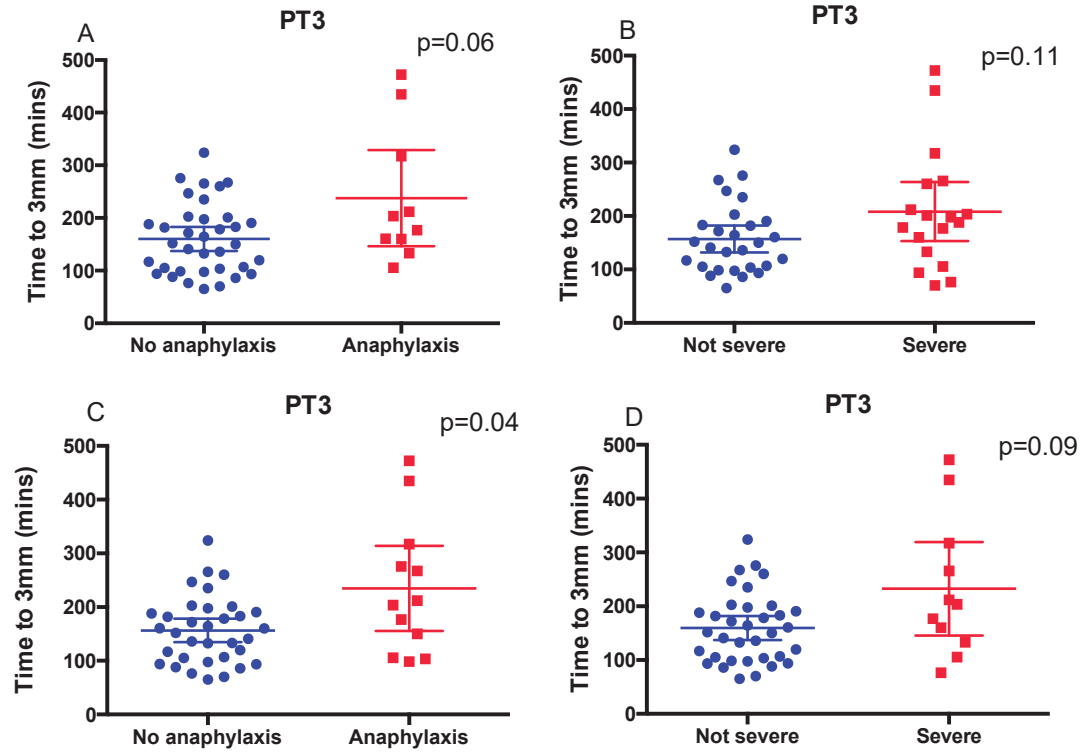 A
PT3
p=0.06
Time to 3mm (mins)
500
400
300
200
100
0
No anaphylaxis
Anaphylaxis
B
PT3
p=0.11
Time to 3mm (mins)
500
400
300
200
100
0
Not severe
Severe
C
PT3
p=0.04
Time to 3mm (mins)
500
400
300
200
100
0
No anaphylaxis
Anaphylaxis
D
PT3
p=0.09
Time to 3mm (mins)
500
400
300
200
100
0
Not severe
Severe